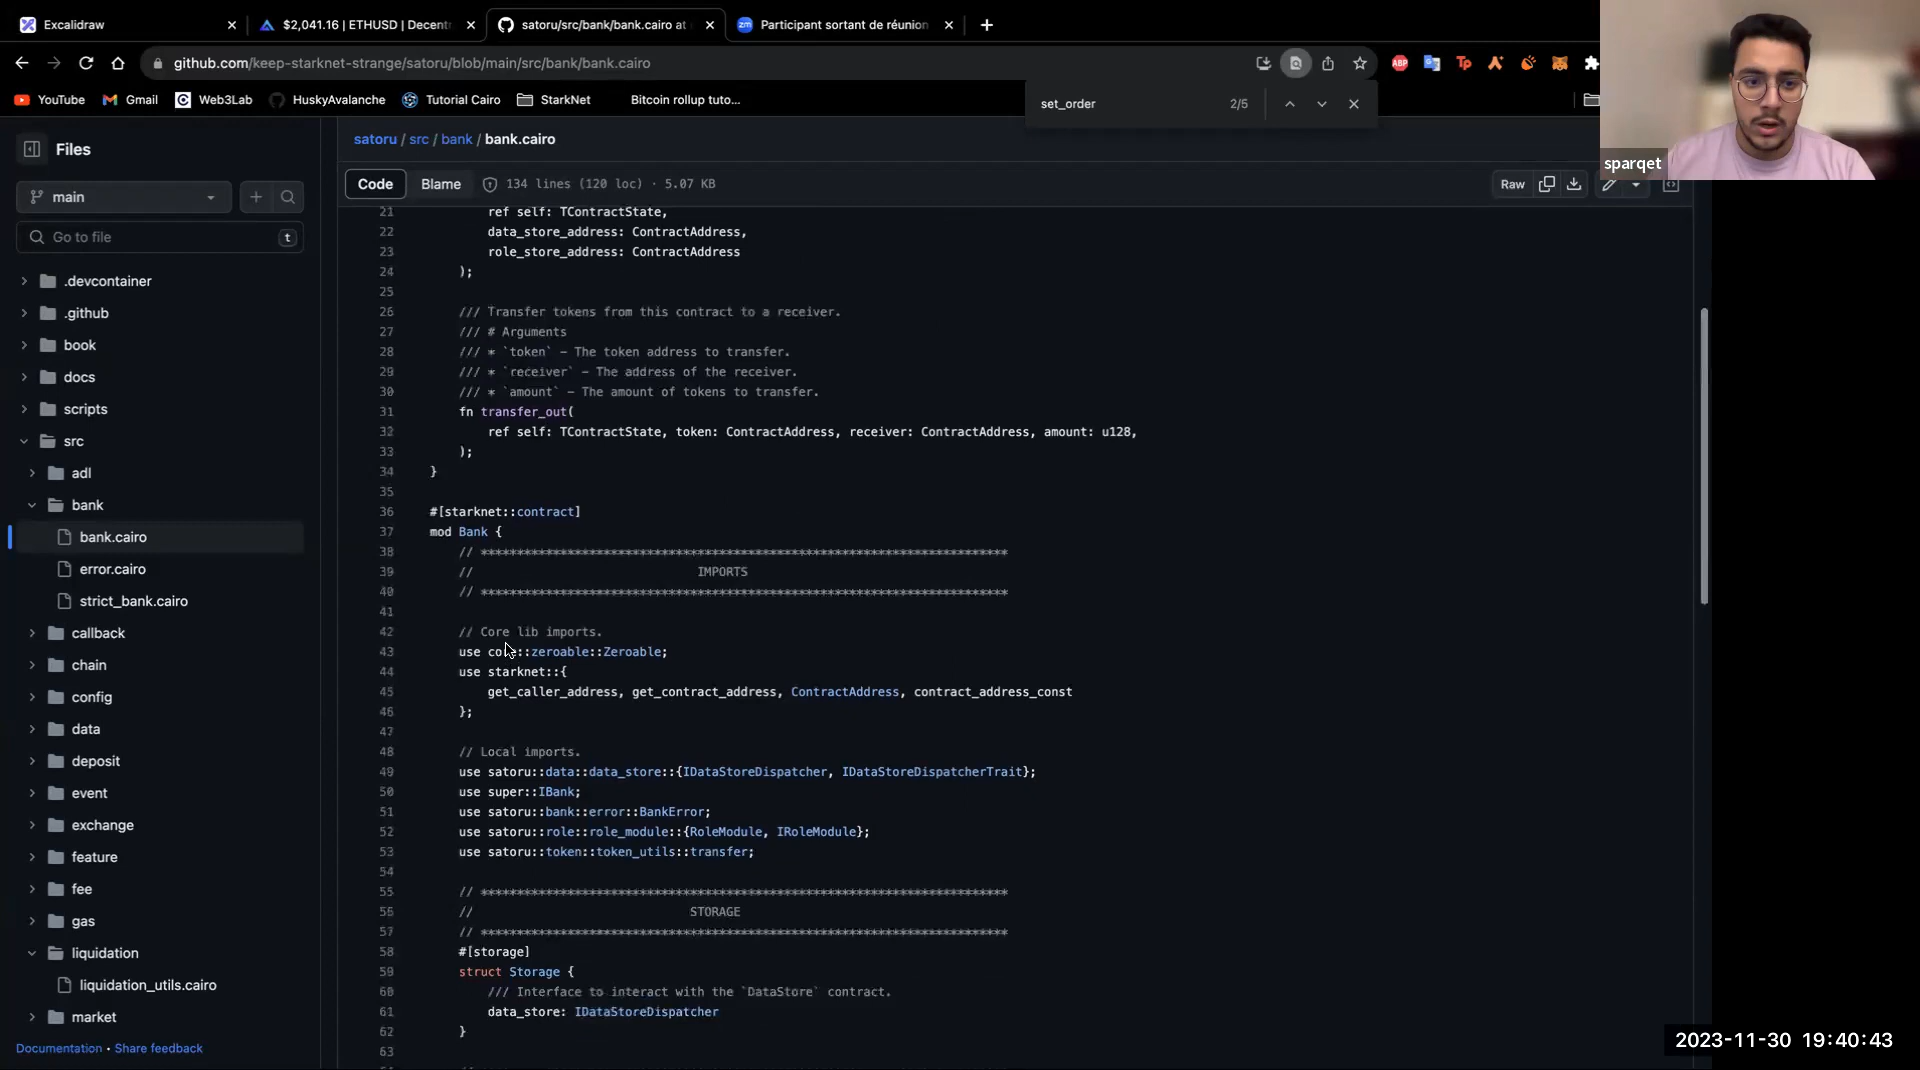 Excalidraw
$2,041.16 | ETHUSD | Decentr
satoru/src/bank/bank.cairo at
zm
Participant sortant de réunion
github.com/keep-starknet-strange/satoru/blob/main/src/bank/bank.cairo
ABP
YouTube
Gmail
Web3Lab
HuskyAvalanche
Tutorial Cairo
StarkNet
Bitcoin rollup tuto...
set_order
2/5
sparqet
Files
main
Go to file
t
.devcontainer
.github
book
docs
scripts
src
adl
bank
bank.cairo
error.cairo
strict_bank.cairo
callback
chain
config
data
deposit
event
exchange
feature
fee
gas
liquidation
liquidation_utils.cairo
market
Documentation • Share feedback
satoru / src / bank / bank.cairo
Code
Blame
134 lines (120 loc) · 5.07 KB
Raw
21 ref self: TContractState,
22 data_store_address: ContractAddress,
23 role_store_address: ContractAddress
24 );
25
26 /// Transfer tokens from this contract to a receiver.
27 /// # Arguments
28 /// * `token` - The token address to transfer.
29 /// * `receiver` - The address of the receiver.
30 /// * `amount` - The amount of tokens to transfer.
31 fn transfer_out(
32 ref self: TContractState, token: ContractAddress, receiver: ContractAddress, amount: u128,
33 );
34 }
35
36 #[starknet::contract]
37 mod Bank {
38 // *************************************************************************
39 // IMPORTS
40 // *************************************************************************
41
42 // Core lib imports.
43 use core::zeroable::Zeroable;
44 use starknet::{
45 get_caller_address, get_contract_address, ContractAddress, contract_address_const
46 };
47
48 // Local imports.
49 use satoru::data::data_store::{IDataStoreDispatcher, IDataStoreDispatcherTrait};
50 use super::IBank;
51 use satoru::bank::error::BankError;
52 use satoru::role::role_module::{RoleModule, IRoleModule};
53 use satoru::token::token_utils::transfer;
54
55 // *************************************************************************
56 // STORAGE
57 // *************************************************************************
58 #[storage]
59 struct Storage {
60 /// Interface to interact with the `DataStore` contract.
61 data_store: IDataStoreDispatcher
62 }
63
2023-11-30 19:40:43